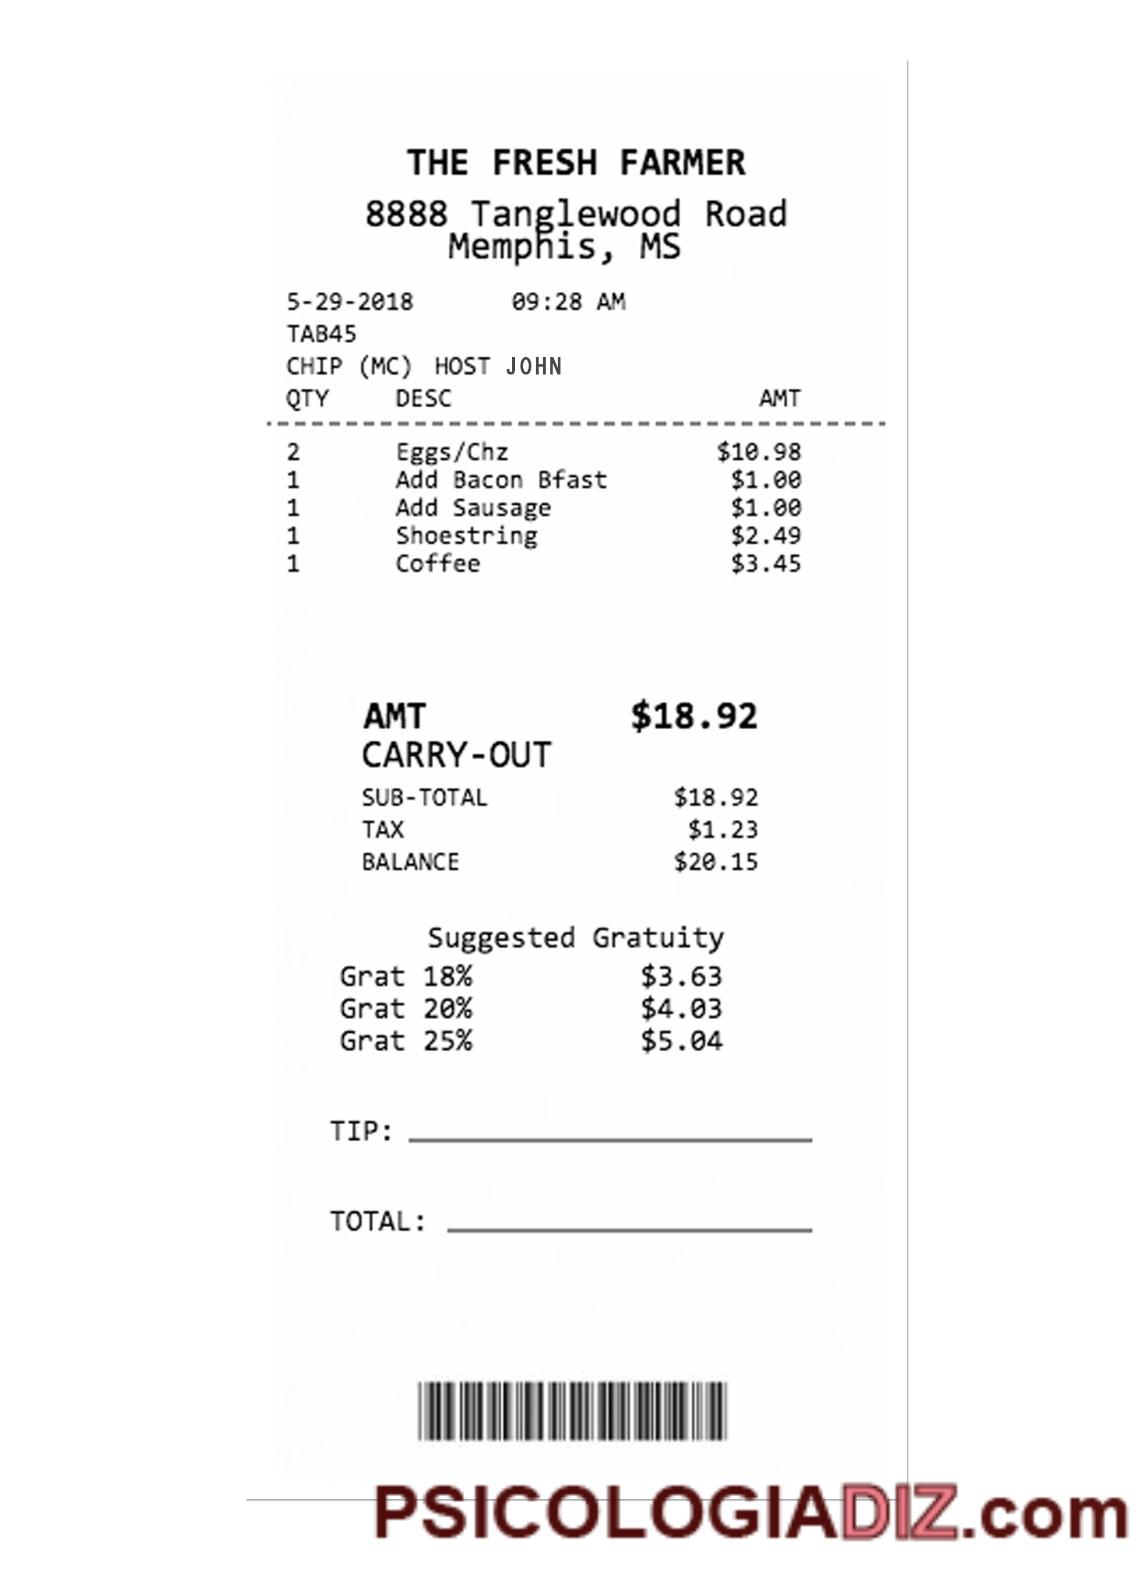 THE FRESH FARMER
8888 Tanglewood Road
Memphis, MS
5-29-2018 09:28 AM
TAB45
CHIP (MC) HOST JOHN
QTY DESC AMT
2 Eggs/Chz $10.98
1 Add Bacon Bfast $1.00
1 Add Sausage $1.00
1 Shoestring $2.49
1 Coffee $3.45
AMT $18.92
CARRY-OUT
SUB-TOTAL $18.92
TAX $1.23
BALANCE $20.15
Suggested Gratuity
Grat 18% $3.63
Grat 20% $4.03
Grat 25% $5.04
TIP:
TOTAL:
PSICOLOGIADIZ.com